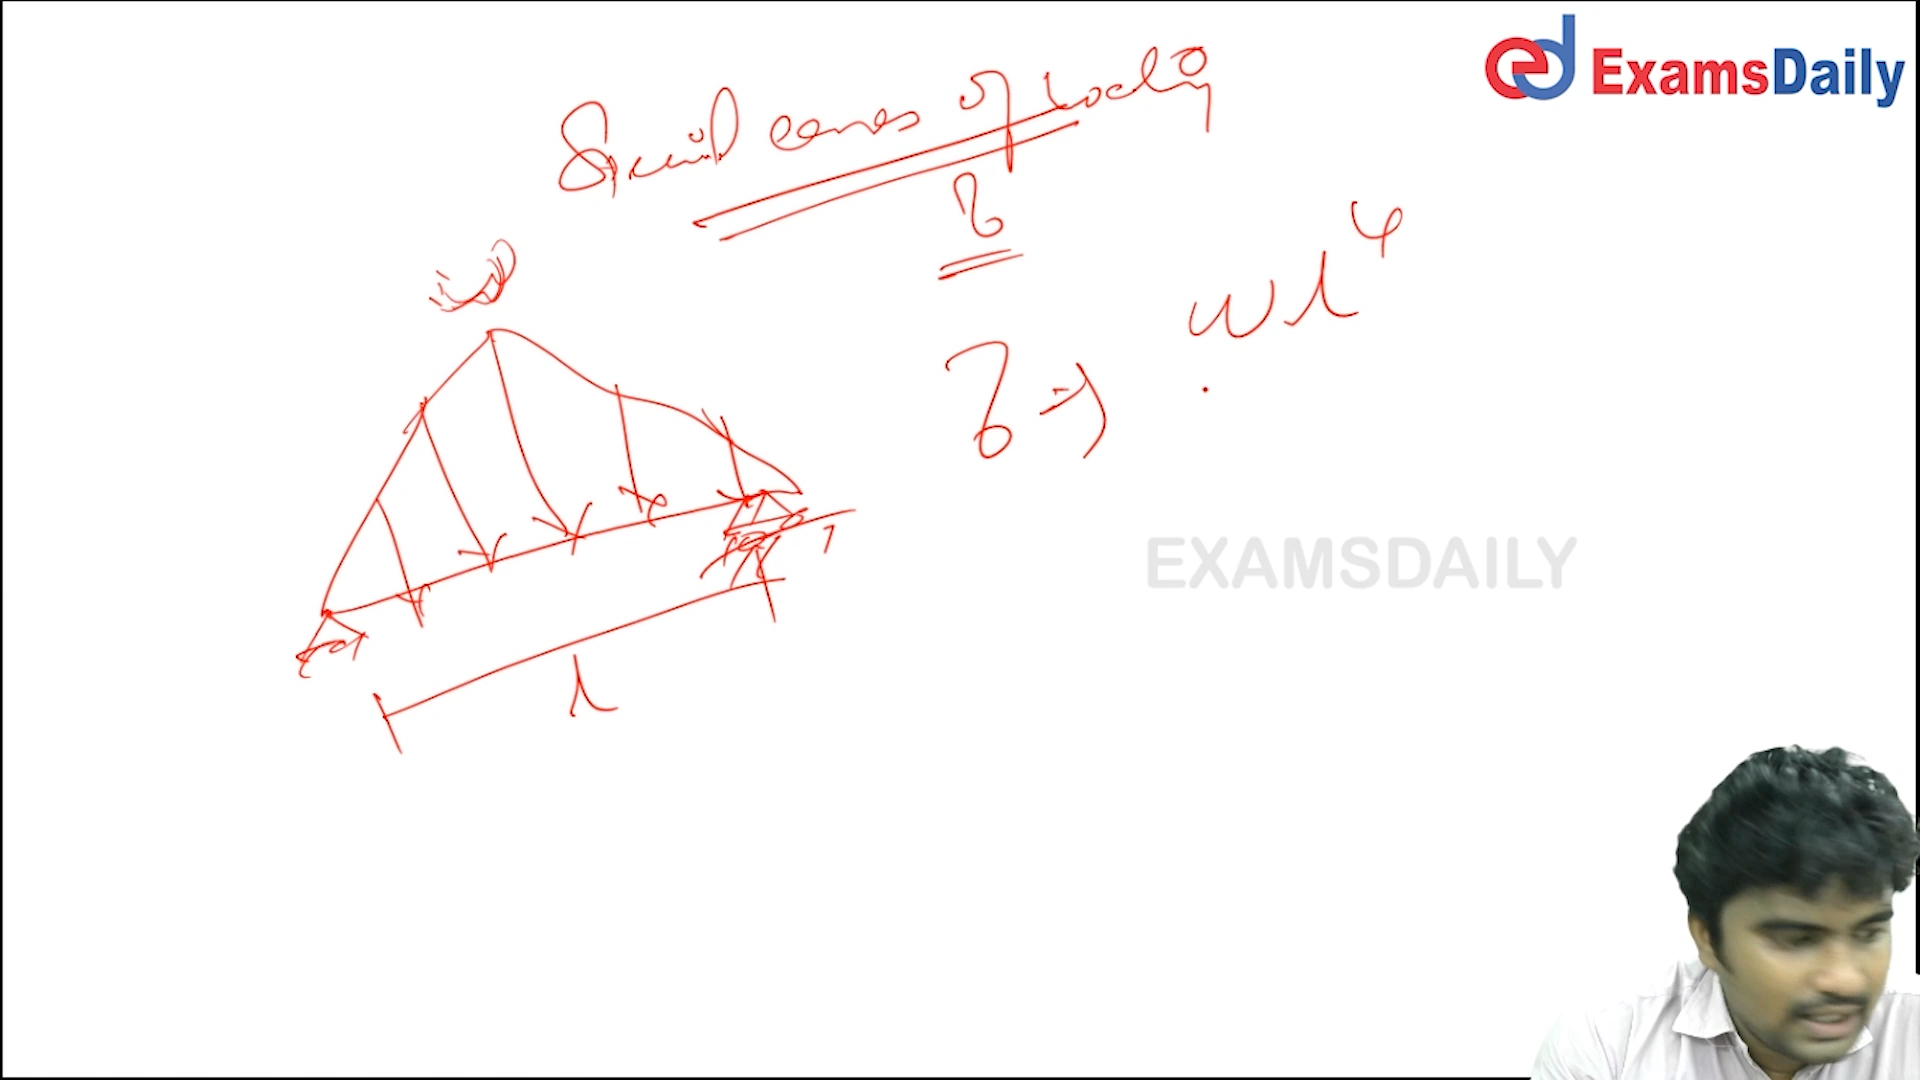 ExamsDaily
Special cases of loading
wl⁴
EXAMSDAILY
l